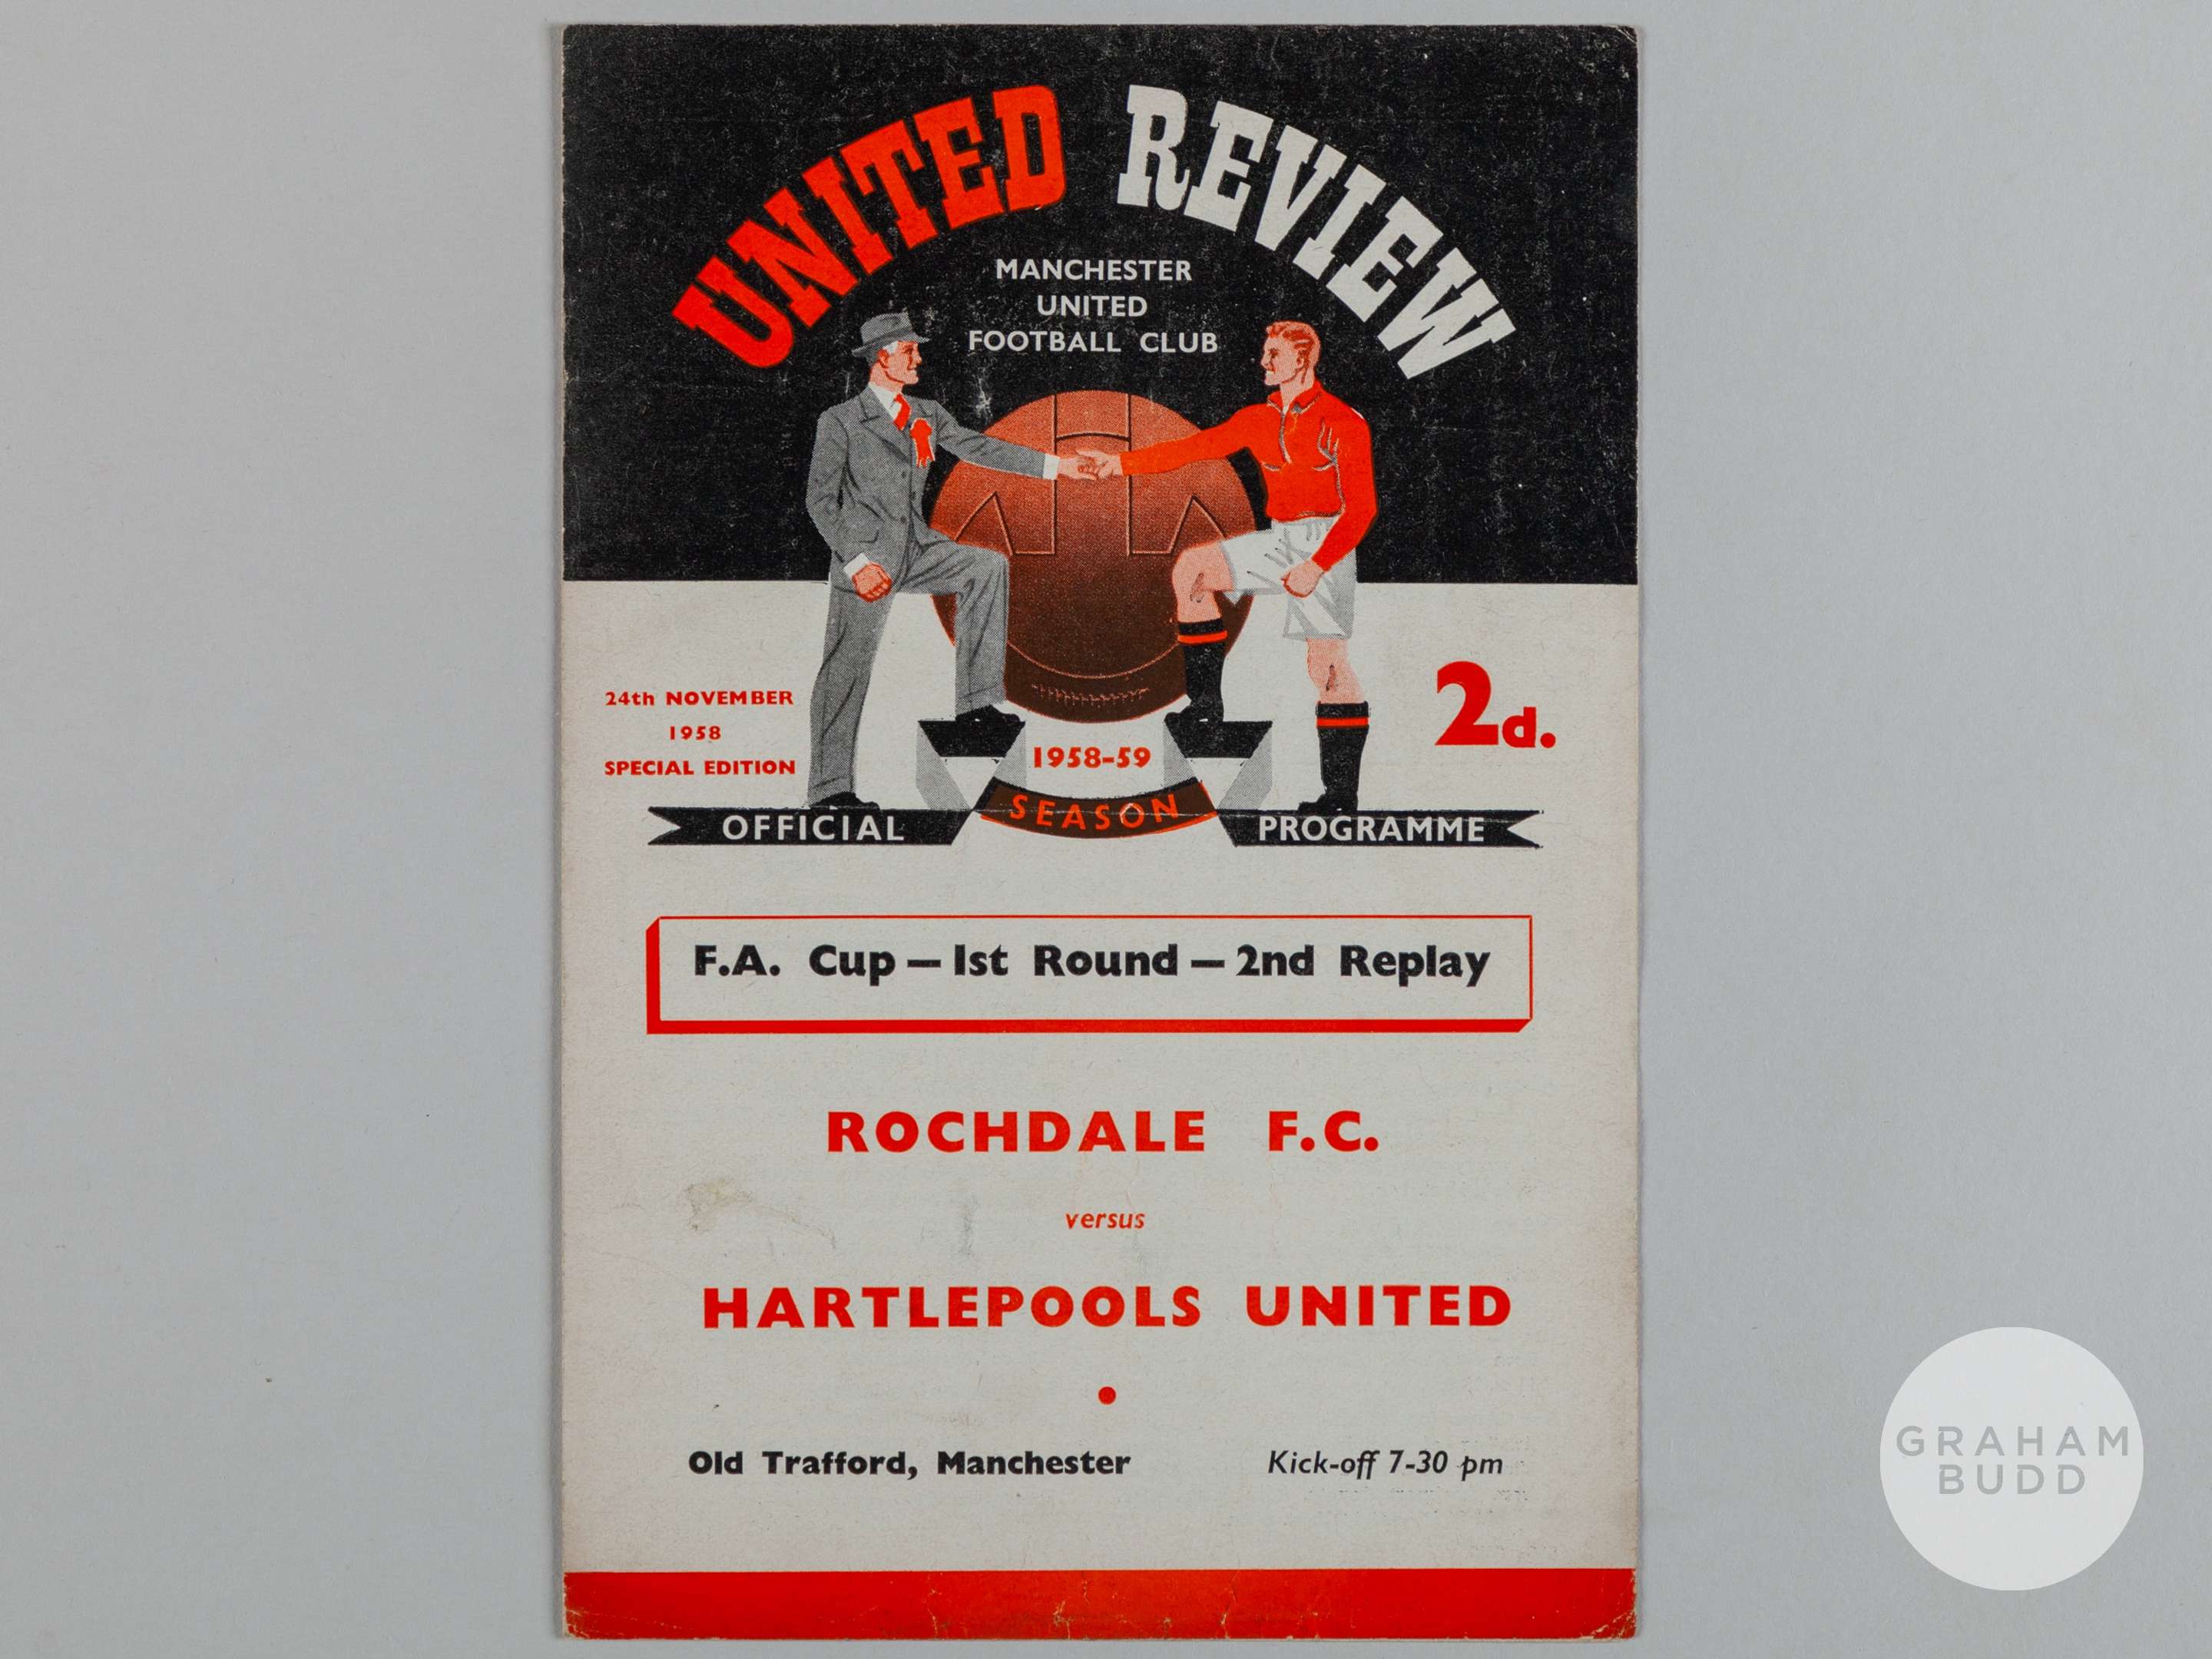 UNITED REVIEW
MANCHESTER
UNITED
FOOTBALL CLUB
24th NOVEMBER
1958
SPECIAL EDITION
2d.
1958-59
SEASON
OFFICIAL
PROGRAMME
F.A. Cup — 1st Round — 2nd Replay
ROCHDALE F.C.
versus
HARTLEPOOLS UNITED
Old Trafford, Manchester
Kick-off 7-30 pm
GRAHAM
BUDD